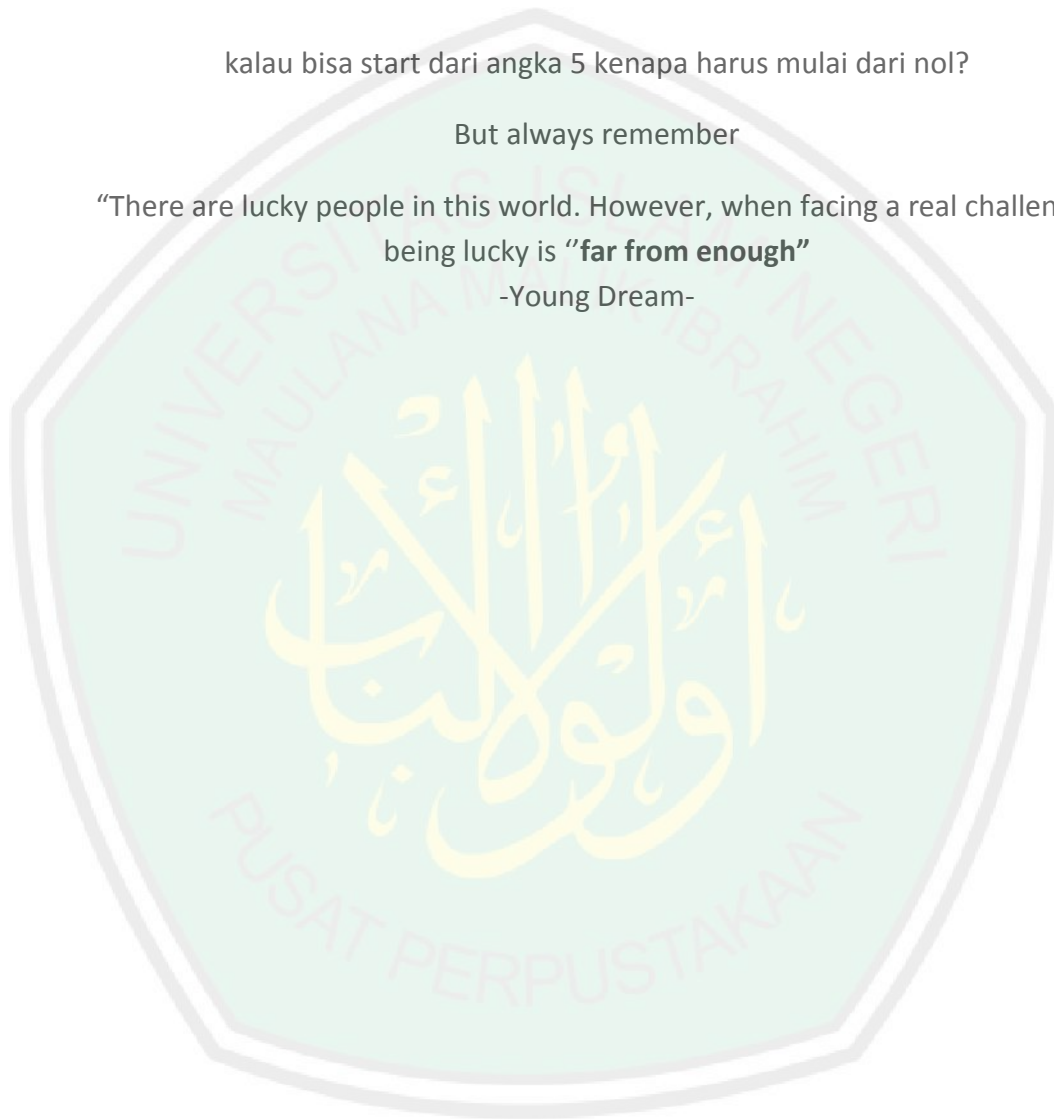 kalau bisa start dari angka 5 kenapa harus mulai dari nol?
But always remember
“There are lucky people in this world. However, when facing a real challen
being lucky is ‘’far from enough”
-Young Dream-
UNIVERSITAS ISLAM NEGERI
MAULANA MALIK IBRAHIM
أولوا الألباب
PUSAT PERPUSTAKAAN